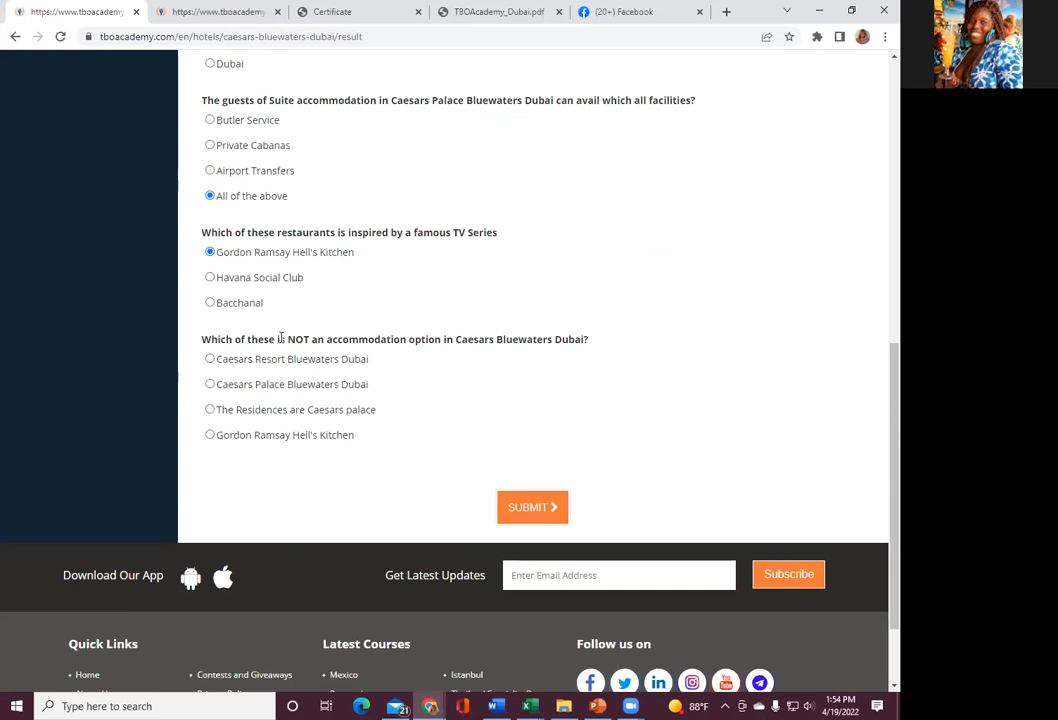 https://www.tboacademy
https://www.tboacademy
Certificate
TBOAcademy_Dubai.pdf
(20+) Facebook
tboacademy.com/en/hotels/caesars-bluewaters-dubai/result
Dubai
The guests of Suite accommodation in Caesars Palace Bluewaters Dubai can avail which all facilities?
Butler Service
Private Cabanas
Airport Transfers
All of the above
Which of these restaurants is inspired by a famous TV Series
Gordon Ramsay Hell's Kitchen
Havana Social Club
Bacchanal
Which of these is NOT an accommodation option in Caesars Bluewaters Dubai?
Caesars Resort Bluewaters Dubai
Caesars Palace Bluewaters Dubai
The Residences are Caesars palace
Gordon Ramsay Hell's Kitchen
SUBMIT
Download Our App
Get Latest Updates
Enter Email Address
Subscribe
Quick Links
Latest Courses
Follow us on
Home
Contests and Giveaways
Mexico
Istanbul
Type here to search
21
88°F
1:54 PM
4/19/2022